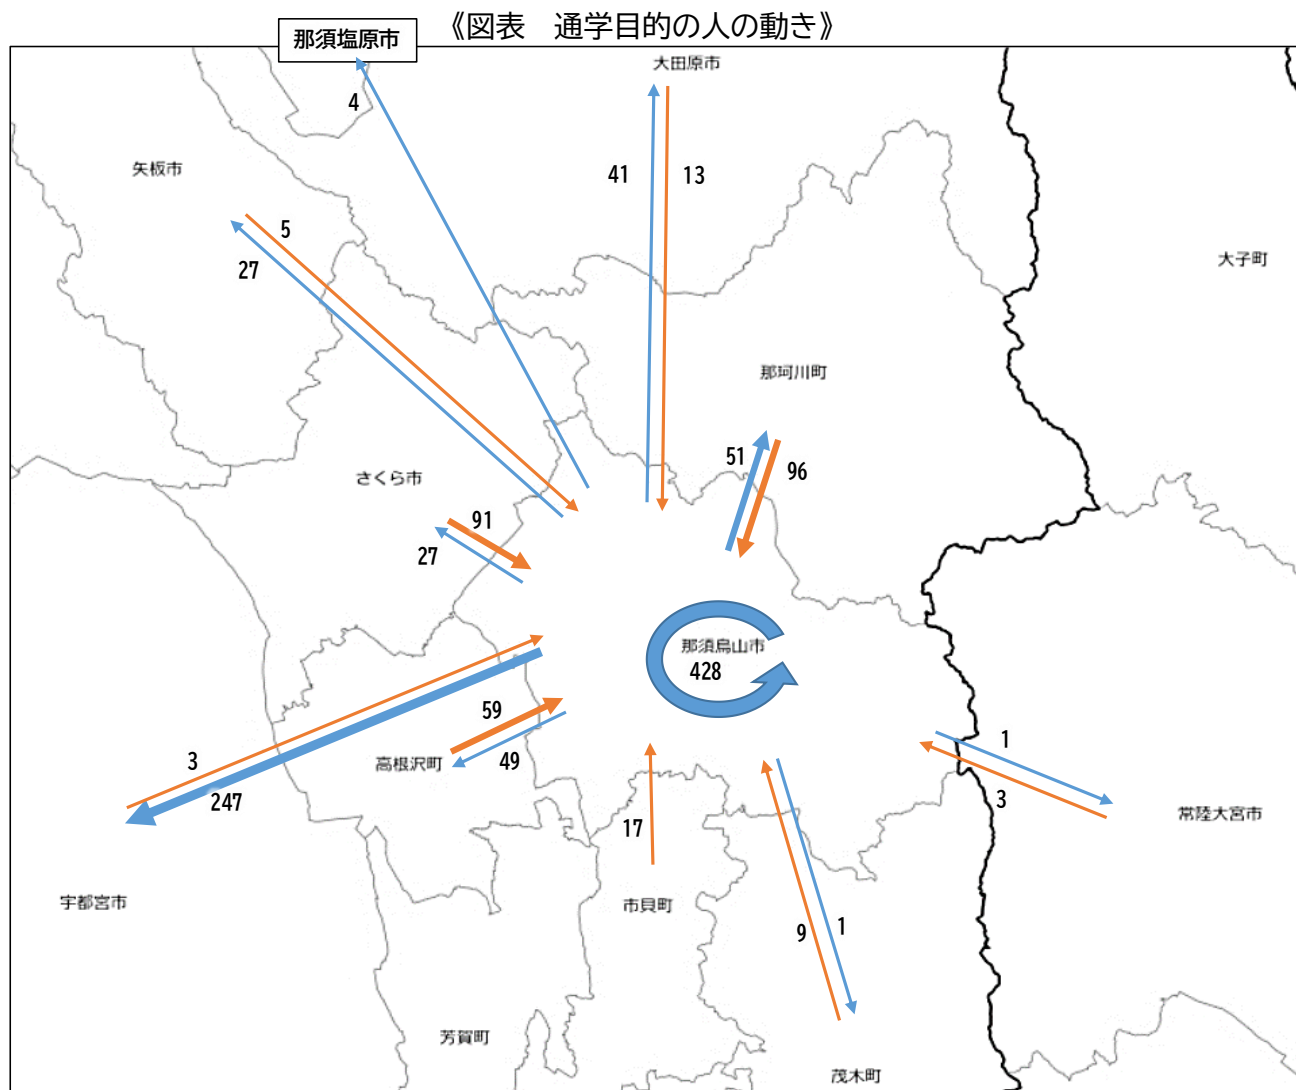 《図表　通学目的の人の動き》
那須塩原市
大田原市
4
矢板市
41
13
5
27
大子町
那珂川町
51
96
さくら市
91
27
那須烏山市
428
59
3
高根沢町
49
247
1
3
17
常陸大宮市
宇都宮市
市貝町
9
1
芳賀町
茂木町